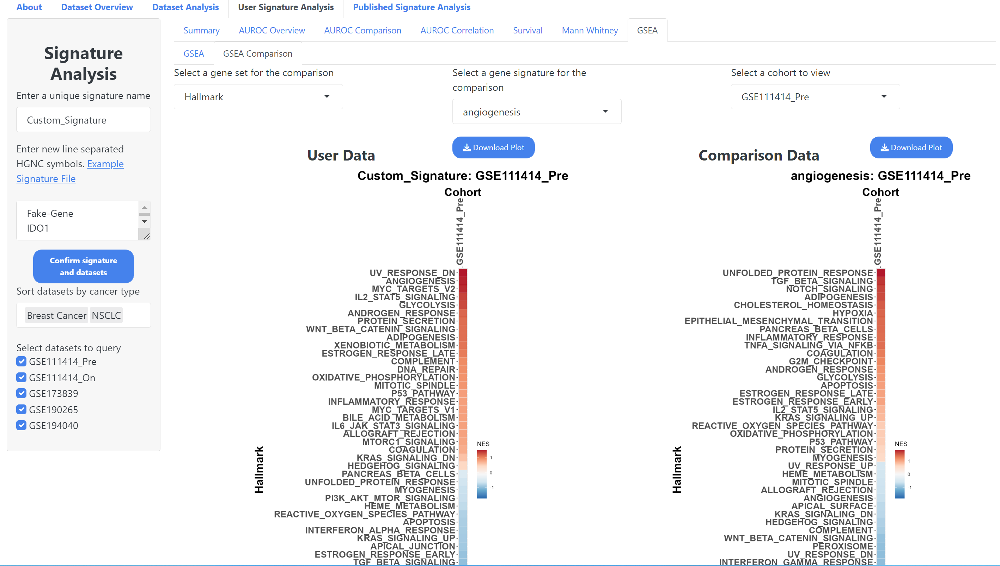 About Dataset Overview Dataset Analysis User Signature Analysis Published Signature Analysis
Signature
Analysis
Enter a unique signature name
Custom_Signature
Enter new line separated
HGNC symbols. Example
Signature File
Fake-Gene
IDO1
Confirm signature
and datasets
Sort datasets by cancer type
Breast Cancer NSCLC
Select datasets to query
GSE111414_Pre
GSE111414_On
GSE173839
GSE190265
GSE194040
Summary AUROC Overview AUROC Comparison AUROC Correlation Survival Mann Whitney GSEA
GSEA GSEA Comparison
Select a gene set for the comparison
Hallmark
Select a gene signature for the
comparison
angiogenesis
Select a cohort to view
GSE111414_Pre
User Data
Download Plot
Custom_Signature: GSE111414_Pre
Cohort
GSE111414_Pre
UV_RESPONSE_DN
ANGIOGENESIS
MYC_TARGETS_V2
IL2_STAT5_SIGNALING
GLYCOLYSIS
ANDROGEN_RESPONSE
PROTEIN_SECRETION
WNT_BETA_CATENIN_SIGNALING
ADIPOGENESIS
XENOBIOTIC_METABOLISM
ESTROGEN_RESPONSE_LATE
COMPLEMENT
DNA_REPAIR
OXIDATIVE_PHOSPHORYLATION
MITOTIC_SPINDLE
P53_PATHWAY
INFLAMMATORY_RESPONSE
MYC_TARGETS_V1
BILE_ACID_METABOLISM
IL6_JAK_STAT3_SIGNALING
ALLOGRAFT_REJECTION
MTORC1_SIGNALING
COAGULATION
KRAS_SIGNALING_DN
HEDGEHOG_SIGNALING
PANCREAS_BETA_CELLS
UNFOLDED_PROTEIN_RESPONSE
MYOGENESIS
PI3K_AKT_MTOR_SIGNALING
HEME_METABOLISM
REACTIVE_OXYGEN_SPECIES_PATHWAY
APOPTOSIS
INTERFERON_ALPHA_RESPONSE
KRAS_SIGNALING_UP
APICAL_JUNCTION
ESTROGEN_RESPONSE_EARLY
TGF_BETA_SIGNALING
Hallmark
NES
1
0
-1
Comparison Data
Download Plot
angiogenesis: GSE111414_Pre
Cohort
GSE111414_Pre
UNFOLDED_PROTEIN_RESPONSE
TGF_BETA_SIGNALING
NOTCH_SIGNALING
ADIPOGENESIS
CHOLESTEROL_HOMEOSTASIS
HYPOXIA
EPITHELIAL_MESENCHYMAL_TRANSITION
PANCREAS_BETA_CELLS
INFLAMMATORY_RESPONSE
TNFA_SIGNALING_VIA_NFKB
COAGULATION
G2M_CHECKPOINT
ANDROGEN_RESPONSE
GLYCOLYSIS
APOPTOSIS
ESTROGEN_RESPONSE_LATE
ESTROGEN_RESPONSE_EARLY
IL2_STAT5_SIGNALING
KRAS_SIGNALING_UP
REACTIVE_OXYGEN_SPECIES_PATHWAY
OXIDATIVE_PHOSPHORYLATION
P53_PATHWAY
PROTEIN_SECRETION
MYOGENESIS
UV_RESPONSE_UP
HEME_METABOLISM
MITOTIC_SPINDLE
ALLOGRAFT_REJECTION
ANGIOGENESIS
APICAL_SURFACE
KRAS_SIGNALING_DN
HEDGEHOG_SIGNALING
COMPLEMENT
WNT_BETA_CATENIN_SIGNALING
PEROXISOME
UV_RESPONSE_DN
INTERFERON_GAMMA_RESPONSE
Hallmark
NES
1
0
-1